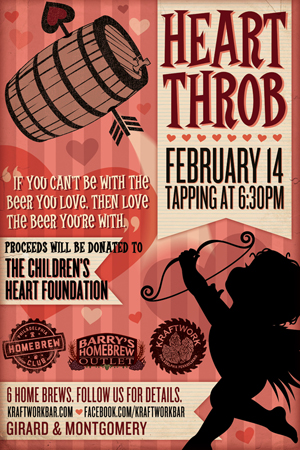 HEART
THROB
FEBRUARY 14
TAPPING AT 6:30PM
"IF YOU CAN'T BE WITH THE
BEER YOU LOVE, THEN LOVE
THE BEER YOU'RE WITH."
PROCEEDS WILL BE DONATED TO
THE CHILDREN'S
HEART FOUNDATION
PHILADELPHIA
HOMEBREW
CLUB
BARRY'S
HOMEBREW
OUTLET
KRAFTWORK
6 HOME BREWS. FOLLOW US FOR DETAILS.
KRAFTWORKBAR.COM ♥ FACEBOOK.COM/KRAFTWORKBAR
GIRARD & MONTGOMERY